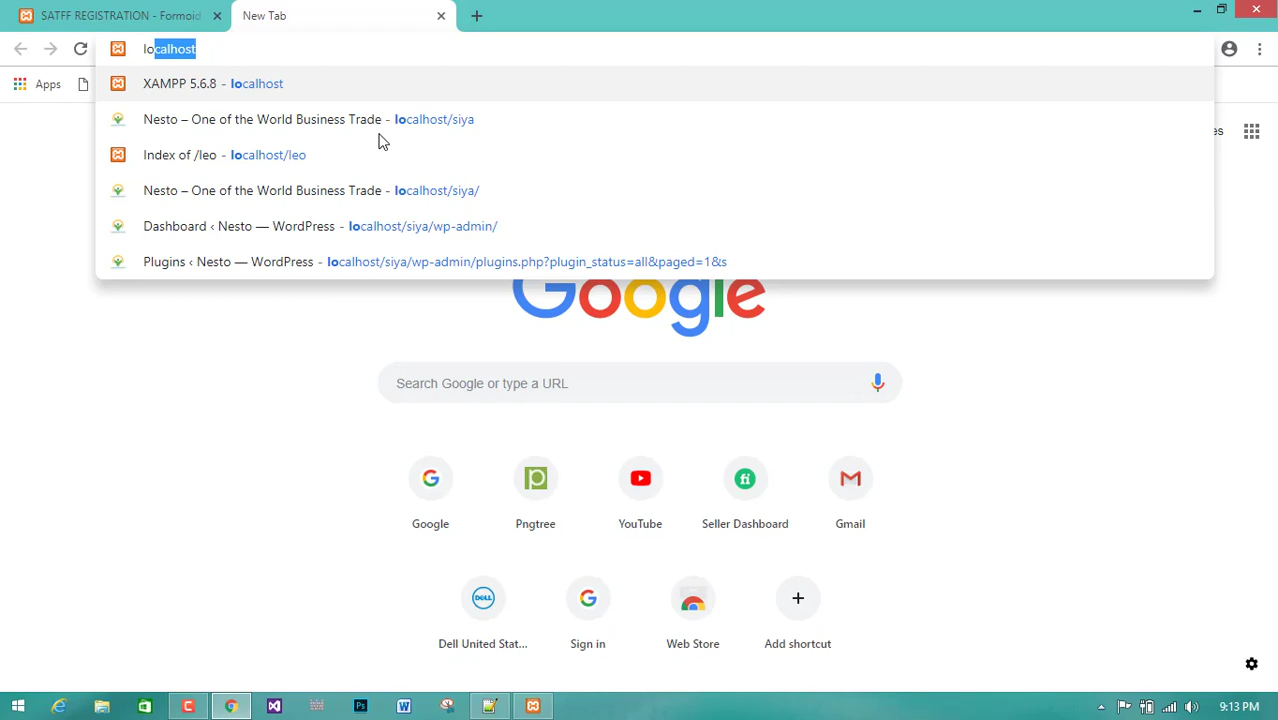 SATFF REGISTRATION - Formoid
New Tab
localhost
Apps
XAMPP 5.6.8 - localhost
Nesto – One of the World Business Trade - localhost/siya
Index of /leo - localhost/leo
Nesto – One of the World Business Trade - localhost/siya/
Dashboard ‹ Nesto — WordPress - localhost/siya/wp-admin/
Plugins ‹ Nesto — WordPress - localhost/siya/wp-admin/plugins.php?plugin_status=all&paged=1&s
Google
Search Google or type a URL
Google
Pngtree
YouTube
Seller Dashboard
Gmail
Dell United Stat...
Sign in
Web Store
Add shortcut
9:13 PM